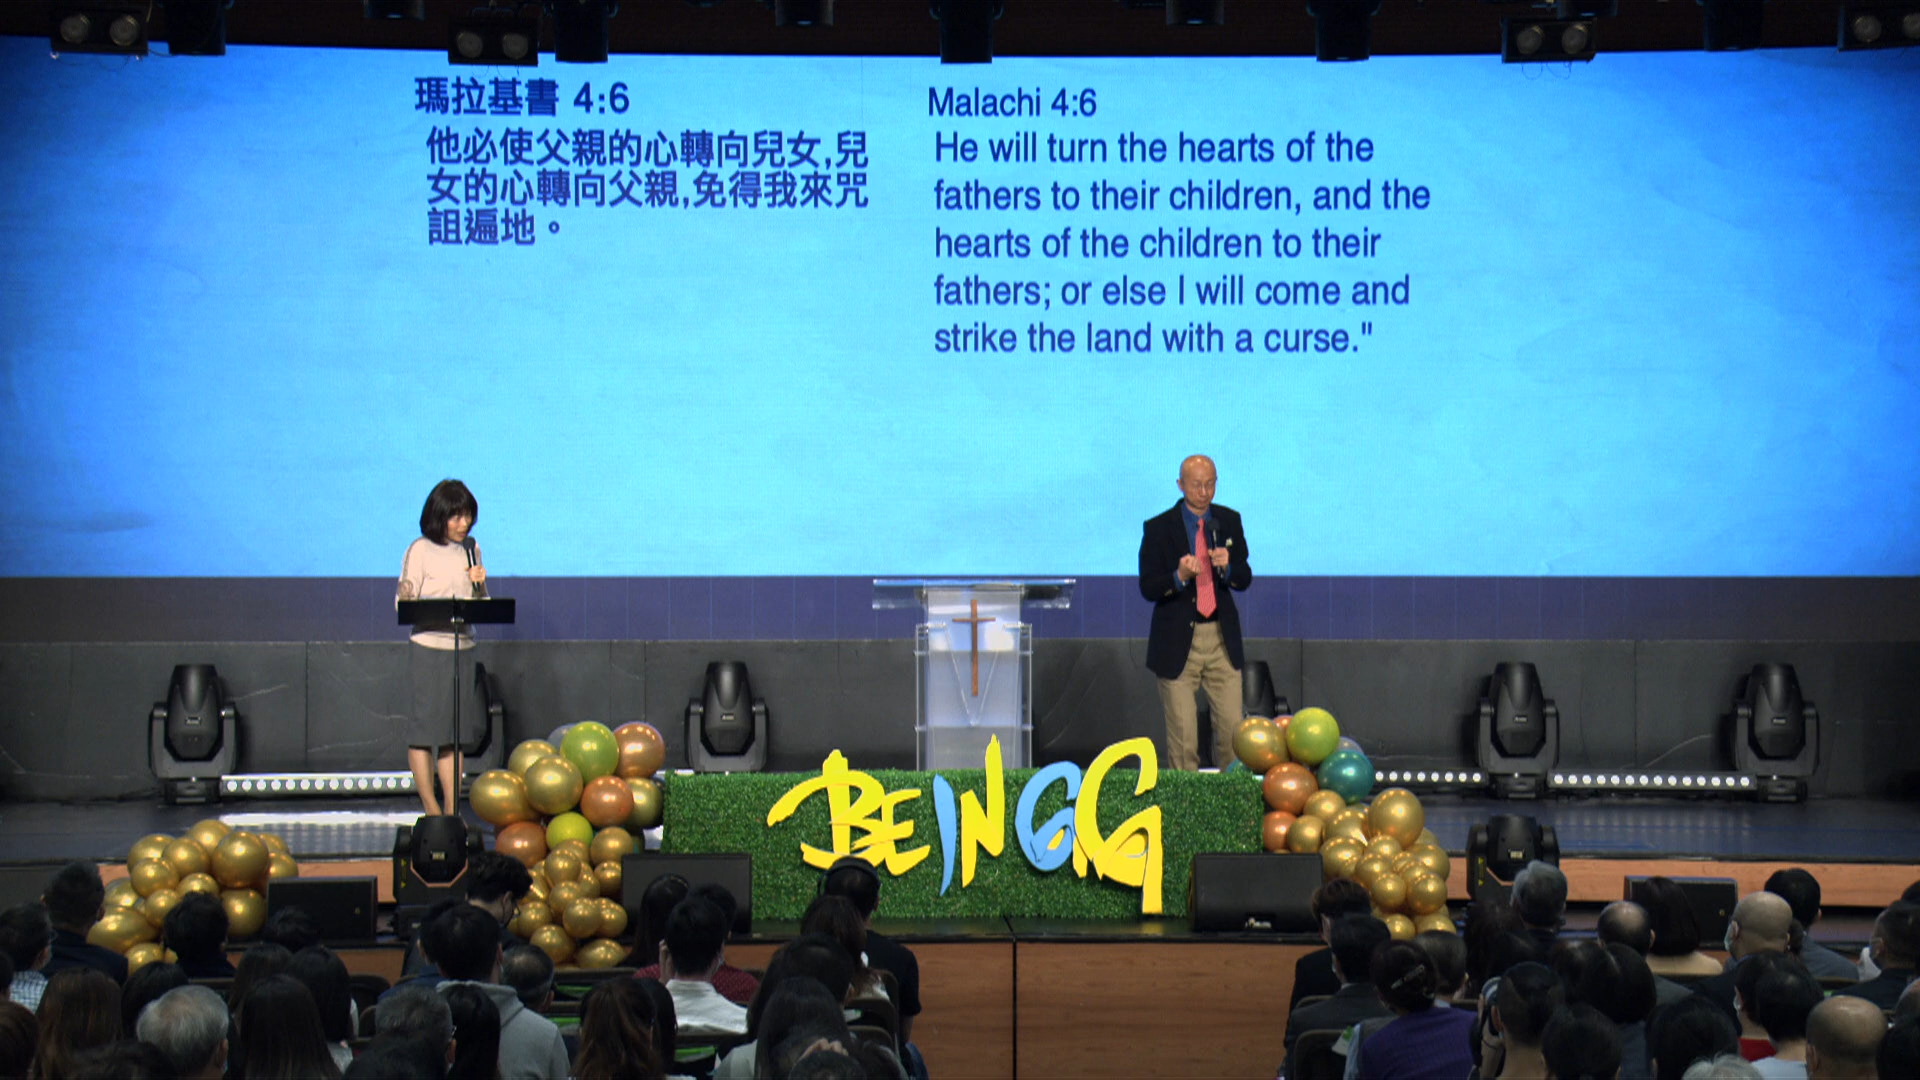 瑪拉基書 4:6
他必使父親的心轉向兒女,兒
女的心轉向父親,免得我來咒
詛遍地。
Malachi 4:6
He will turn the hearts of the
fathers to their children, and the
hearts of the children to their
fathers; or else I will come and
strike the land with a curse."
BEINGG